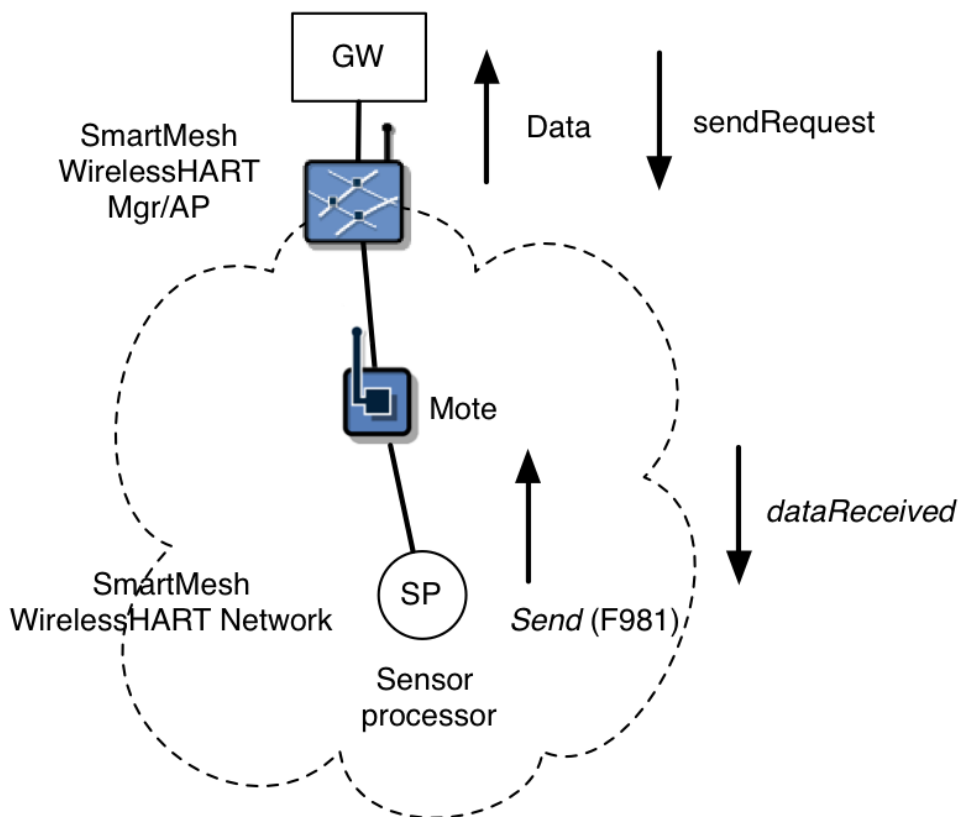 GW
SmartMesh
WirelessHART
Mgr/AP
Data
sendRequest
Mote
dataReceived
SmartMesh
WirelessHART Network
SP
Send (F981)
Sensor
processor